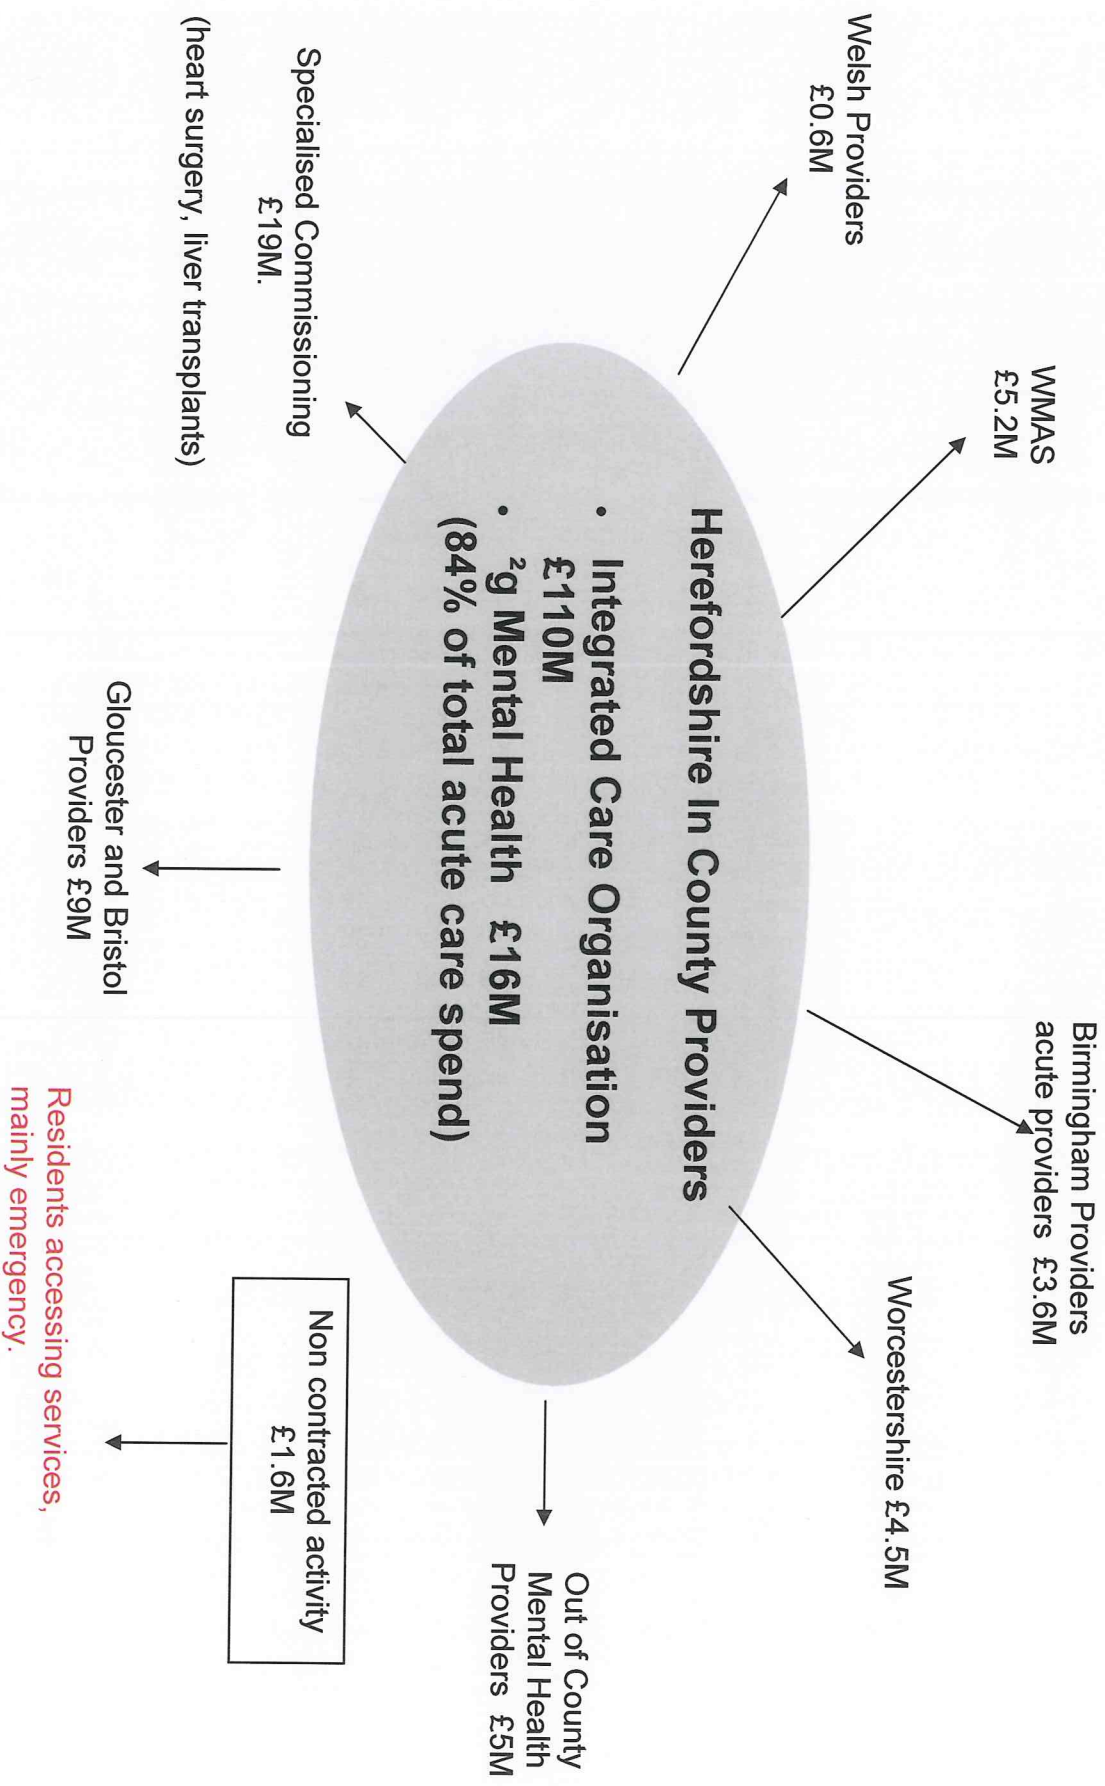 WMAS
£5.2M
Birmingham Providers
acute providers £3.6M
Welsh Providers
£0.6M
Worcestershire £4.5M
Herefordshire In County Providers
• Integrated Care Organisation
£110M
• ²g Mental Health £16M
(84% of total acute care spend)
Out of County
Mental Health
Providers £5M
Specialised Commissioning
£19M.
(heart surgery, liver transplants)
Non contracted activity
£1.6M
Gloucester and Bristol
Providers £9M
Residents accessing services,
mainly emergency.